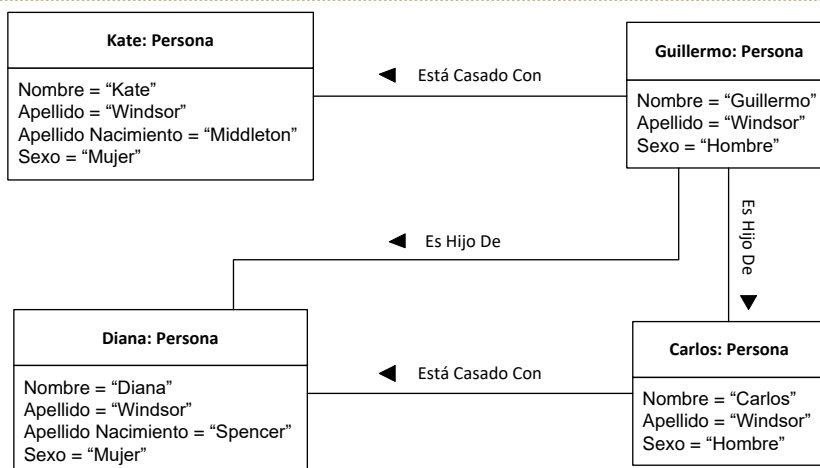 Kate: Persona
Nombre = “Kate”
Apellido = “Windsor”
Apellido Nacimiento = “Middleton”
Sexo = “Mujer”
Está Casado Con
Guillermo: Persona
Nombre = “Guillermo”
Apellido = “Windsor”
Sexo = “Hombre”
Es Hijo De
Es Hijo De
Diana: Persona
Nombre = “Diana”
Apellido = “Windsor”
Apellido Nacimiento = “Spencer”
Sexo = “Mujer”
Está Casado Con
Carlos: Persona
Nombre = “Carlos”
Apellido = “Windsor”
Sexo = “Hombre”